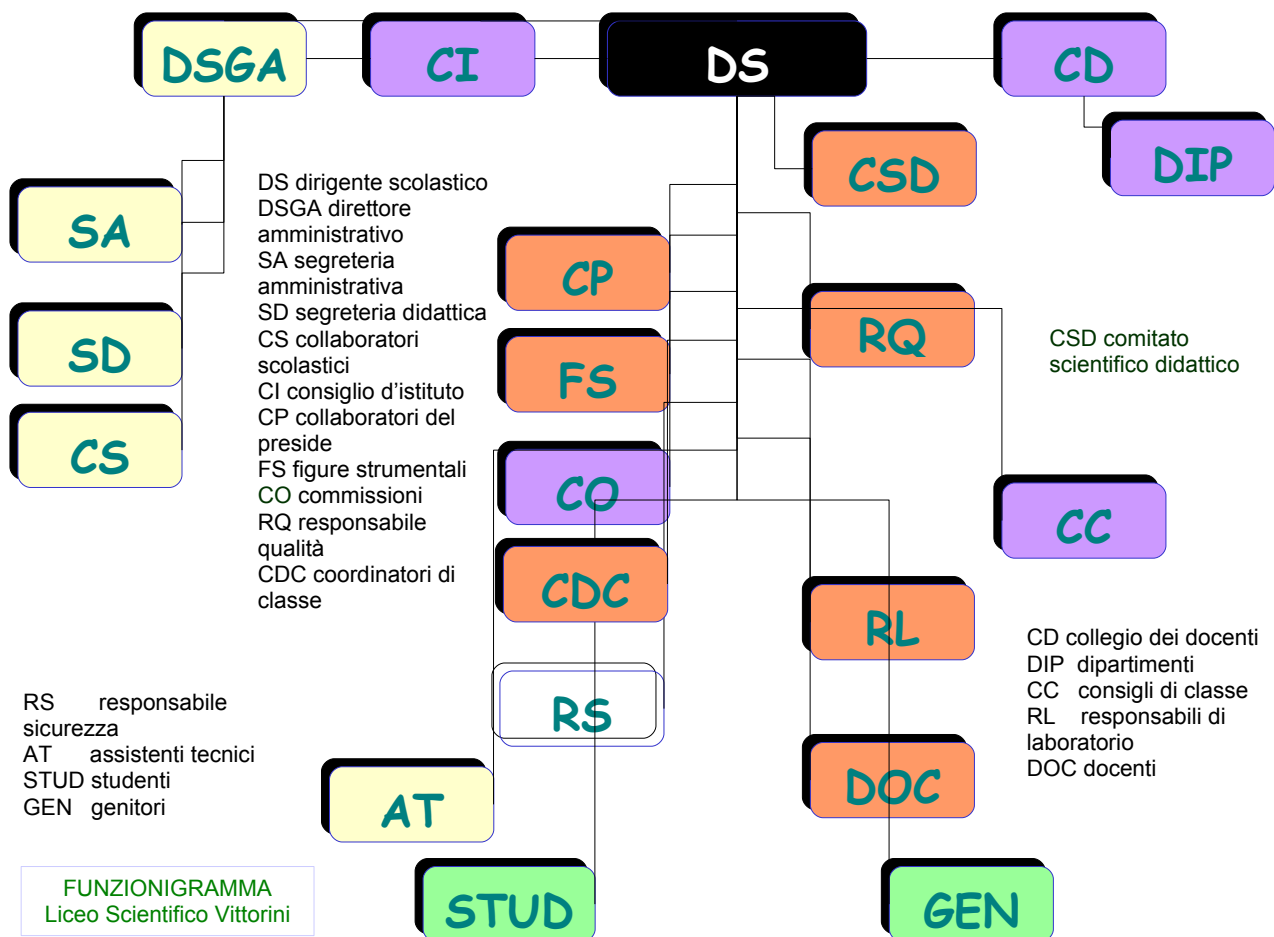 DSGA
CI
DS
CD
CSD
DIP
SA
CP
RQ
SD
FS
CS
CO
CC
CDC
RL
RS
AT
DOC
STUD
GEN
DS dirigente scolastico
DSGA direttore
amministrativo
SA segreteria
amministrativa
SD segreteria didattica
CS collaboratori
scolastici
CI consiglio d'istituto
CP collaboratori del
preside
FS figure strumentali
CO commissioni
RQ responsabile
qualità
CDC coordinatori di
classe
CSD comitato
scientifico didattico
CD collegio dei docenti
DIP dipartimenti
CC consigli di classe
RL responsabili di
laboratorio
DOC docenti
RS responsabile
sicurezza
AT assistenti tecnici
STUD studenti
GEN genitori
FUNZIONIGRAMMA
Liceo Scientifico Vittorini